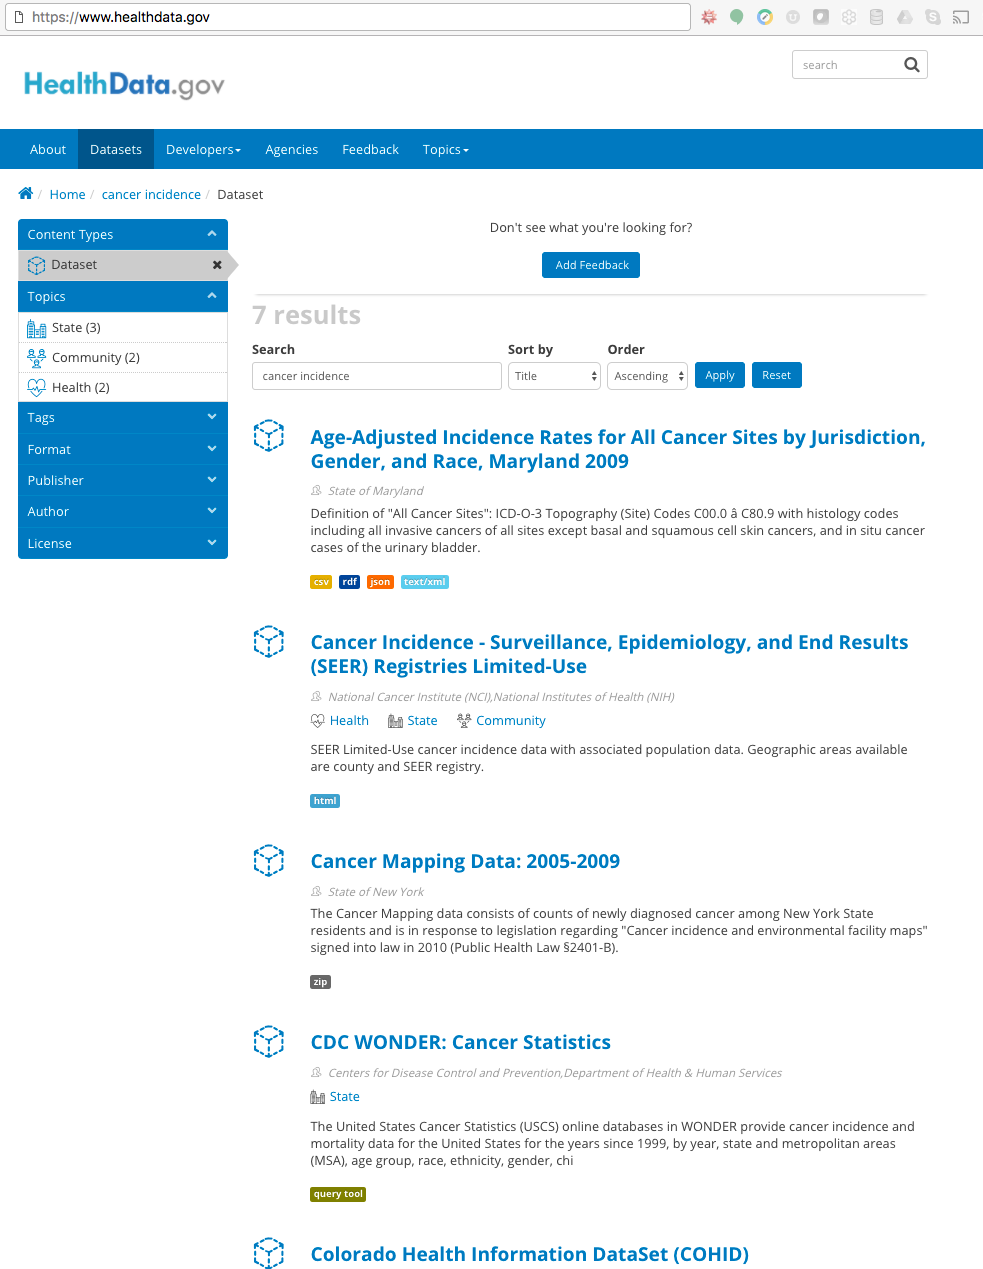 https://www.healthdata.gov
HealthData.gov
search
About Datasets Developers Agencies Feedback Topics
/ Home / cancer incidence / Dataset
Content Types
Dataset
Topics
State (3)
Community (2)
Health (2)
Tags
Format
Publisher
Author
License
Don't see what you're looking for?
Add Feedback
7 results
Search Sort by Order
cancer incidence Title Ascending Apply Reset
Age-Adjusted Incidence Rates for All Cancer Sites by Jurisdiction,
Gender, and Race, Maryland 2009
State of Maryland
Definition of "All Cancer Sites": ICD-O-3 Topography (Site) Codes C00.0 â C80.9 with histology codes
including all invasive cancers of all sites except basal and squamous cell skin cancers, and in situ cancer
cases of the urinary bladder.
csv rdf json text/xml
Cancer Incidence - Surveillance, Epidemiology, and End Results
(SEER) Registries Limited-Use
National Cancer Institute (NCI),National Institutes of Health (NIH)
Health State Community
SEER Limited-Use cancer incidence data with associated population data. Geographic areas available
are county and SEER registry.
html
Cancer Mapping Data: 2005-2009
State of New York
The Cancer Mapping data consists of counts of newly diagnosed cancer among New York State
residents and is in response to legislation regarding "Cancer incidence and environmental facility maps"
signed into law in 2010 (Public Health Law §2401-B).
zip
CDC WONDER: Cancer Statistics
Centers for Disease Control and Prevention,Department of Health & Human Services
State
The United States Cancer Statistics (USCS) online databases in WONDER provide cancer incidence and
mortality data for the United States for the years since 1999, by year, state and metropolitan areas
(MSA), age group, race, ethnicity, gender, chi
query tool
Colorado Health Information DataSet (COHID)